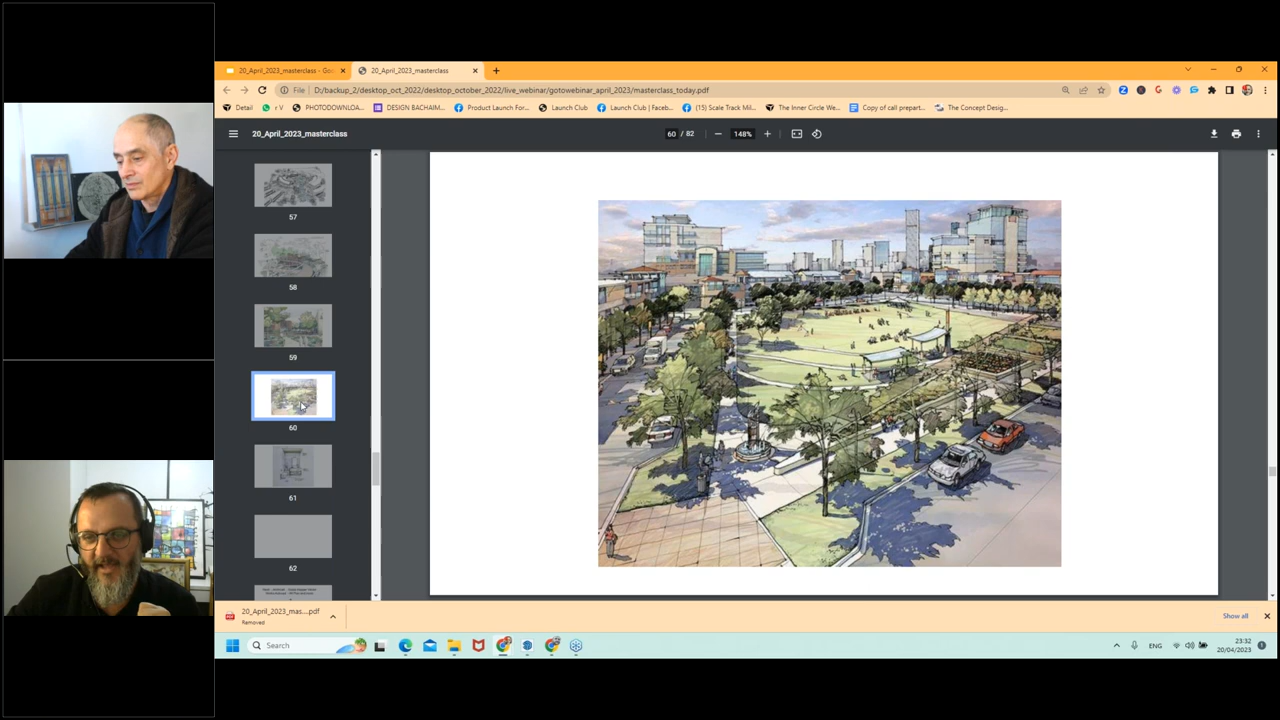 20_April_2023_masterclass - Goo
20_April_2023_masterclass
File
D:/backup_2/desktop_oct_2022/desktop_october_2022/live_webinar/gotowebinar_april_2023/masterclass_today.pdf
Detail
r V
PHOTODOWNLOA...
DESIGN BACHAIM...
Product Launch For...
Launch Club
Launch Club | Faceb...
(15) Scale Track Mil...
The Inner Circle We...
Copy of call prepart...
The Concept Desig...
20_April_2023_masterclass
60 / 82
148%
57
58
59
60
61
62
20_April_2023_mas....pdf
Removed
Show all
Search
ENG
23:32
20/04/2023